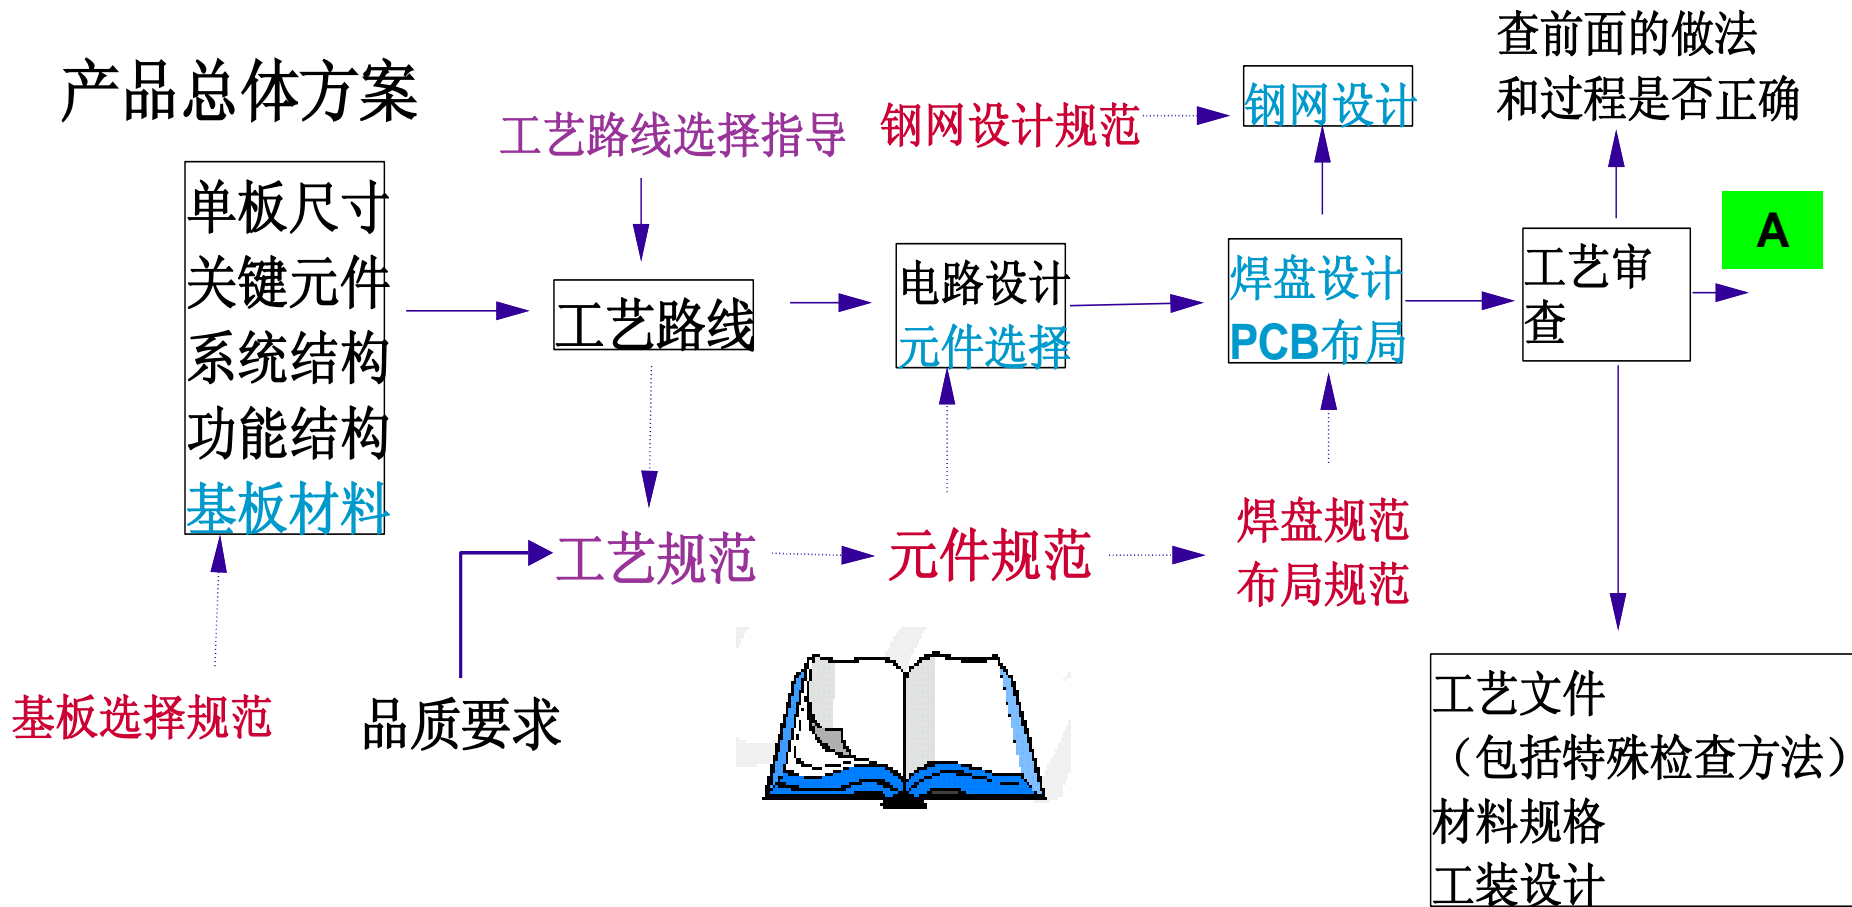 产品总体方案
单板尺寸
关键元件
系统结构
功能结构
基板材料
基板选择规范
工艺路线选择指导
工艺路线
工艺规范
品质要求
钢网设计规范
钢网设计
电路设计
元件选择
元件规范
焊盘设计
PCB布局
焊盘规范
布局规范
查前面的做法
和过程是否正确
工艺审
查
A
工艺文件
（包括特殊检查方法）
材料规格
工装设计